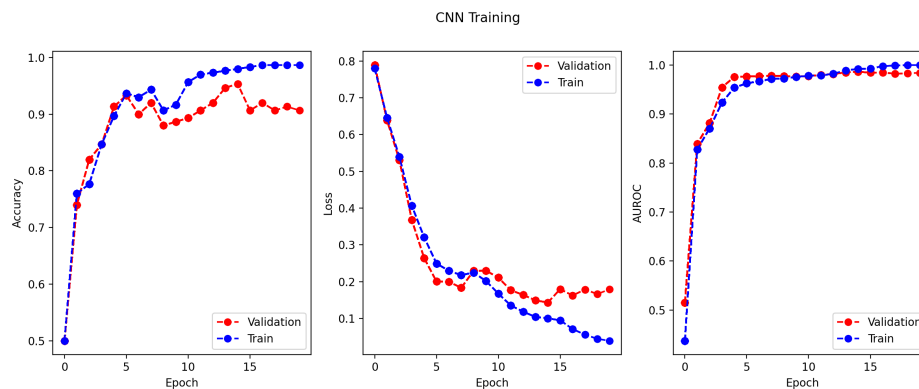 CNN Training
Accuracy
1.0
0.9
0.8
0.7
0.6
0.5
0
5
10
15
Epoch
Validation
Train
Loss
0.8
0.7
0.6
0.5
0.4
0.3
0.2
0.1
0
5
10
15
Epoch
Validation
Train
AUROC
1.0
0.9
0.8
0.7
0.6
0.5
0
5
10
15
Epoch
Validation
Train